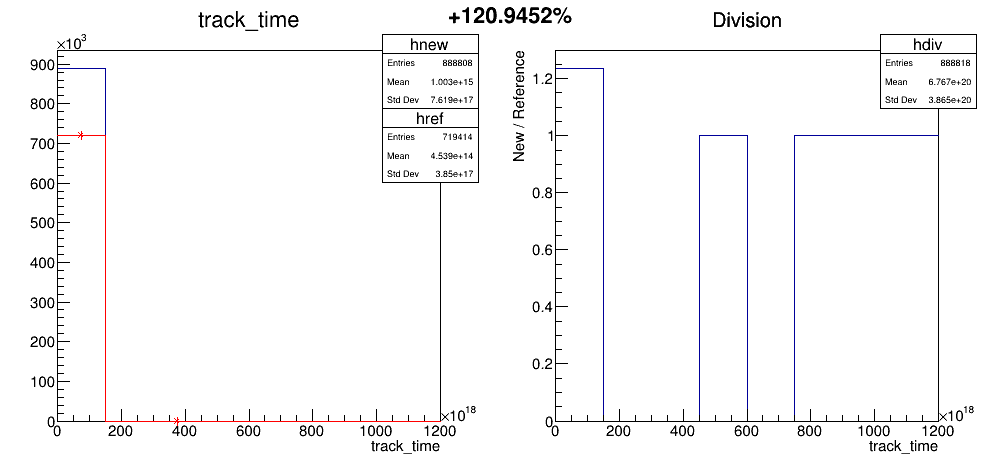 track_time
+120.9452%
Division
×10³
hnew
Entries 888808
Mean 1.003e+15
Std Dev 7.619e+17
href
Entries 719414
Mean 4.539e+14
Std Dev 3.85e+17
900
800
700
600
500
400
300
200
100
0
0 200 400 600 800 1000 1200
×10¹⁸
track_time
hdiv
Entries 888818
Mean 6.767e+20
Std Dev 3.865e+20
New / Reference
1.2
1
0.8
0.6
0.4
0.2
0
0 200 400 600 800 1000 1200
×10¹⁸
track_time